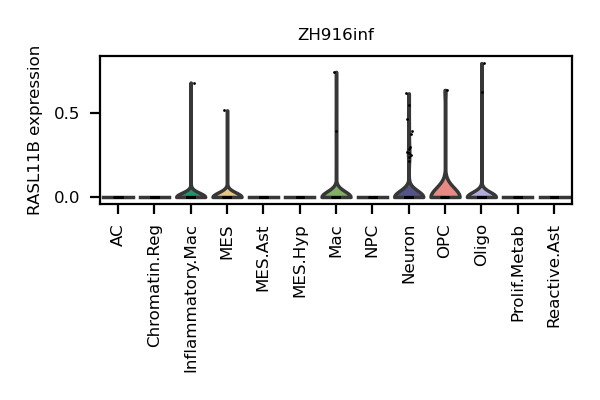 ZH916inf
RASL11B expression
0.5
0.0
AC
Chromatin.Reg
Inflammatory.Mac
MES
MES.Ast
MES.Hyp
Mac
NPC
Neuron
OPC
Oligo
Prolif.Metab
Reactive.Ast